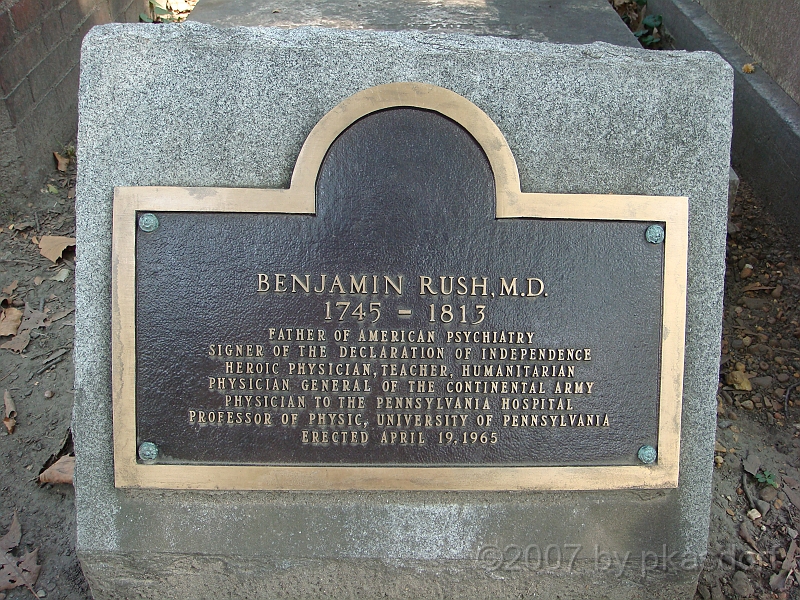 BENJAMIN RUSH, M.D.
1745 - 1813
FATHER OF AMERICAN PSYCHIATRY
SIGNER OF THE DECLARATION OF INDEPENDENCE
HEROIC PHYSICIAN, TEACHER, HUMANITARIAN
PHYSICIAN GENERAL OF THE CONTINENTAL ARMY
PHYSICIAN TO THE PENNSYLVANIA HOSPITAL
PROFESSOR OF PHYSIC, UNIVERSITY OF PENNSYLVANIA
ERECTED APRIL 19, 1965
©2007 by pka-dorf